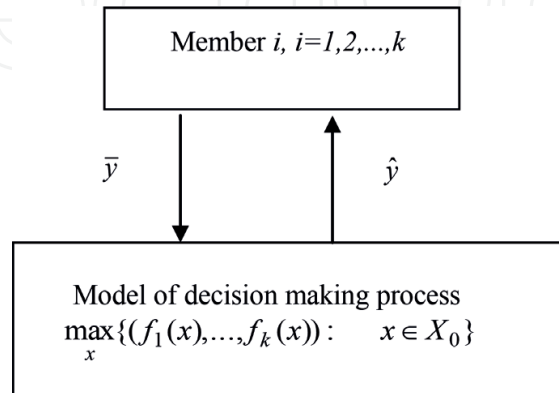 Member i, i=1,2,...,k
ȳ ŷ
Model of decision making process
max{(f₁(x),...,fₖ(x)) : x ∈ X₀}
x